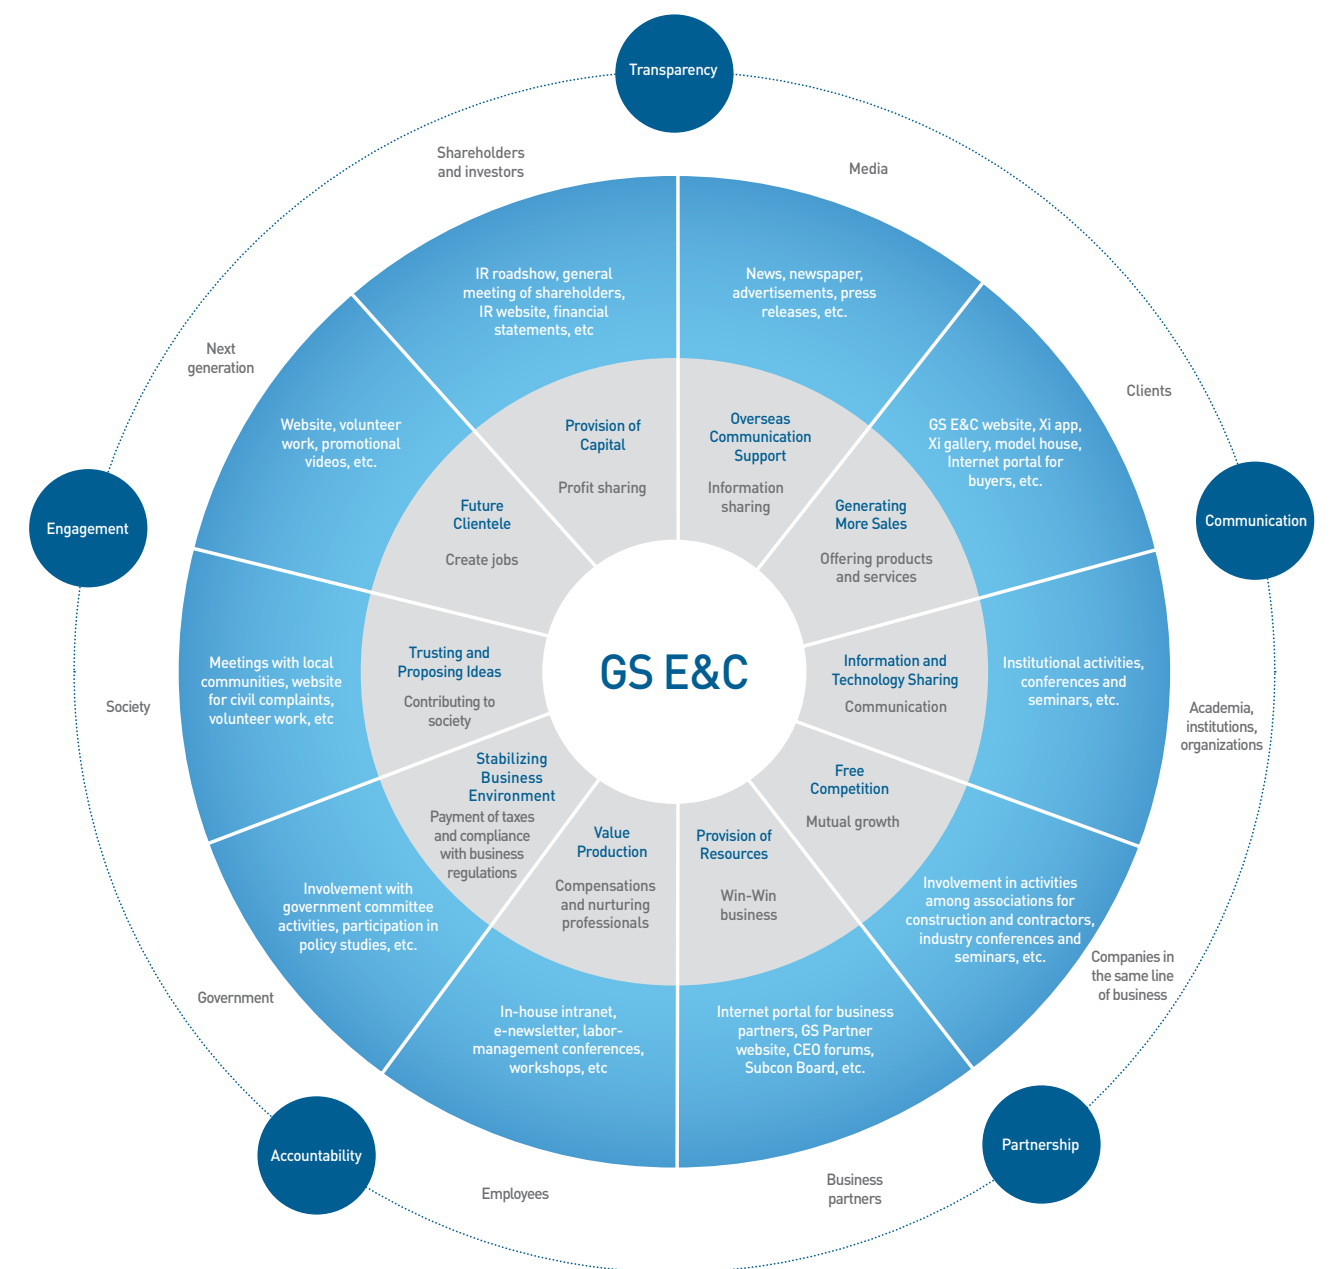 Transparency
Shareholders
and investors
Media
IR roadshow, general
meeting of shareholders,
IR website, financial
statements, etc
News, newspaper,
advertisements, press
releases, etc.
Next
generation
Clients
Website, volunteer
work, promotional
videos, etc.
Provision of
Capital
Profit sharing
Overseas
Communication
Support
Information
sharing
GS E&C website, Xi app,
Xi gallery, model house,
Internet portal for
buyers, etc.
Engagement
Future
Clientele
Create jobs
Generating
More Sales
Offering products
and services
Communication
Society
Meetings with local
communities, website
for civil complaints,
volunteer work, etc
Trusting and
Proposing Ideas
Contributing to
society
GS E&C
Information and
Technology Sharing
Communication
Institutional activities,
conferences and
seminars, etc.
Academia,
institutions,
organizations
Stabilizing
Business
Environment
Payment of taxes
and compliance
with business
regulations
Value
Production
Compensations
and nurturing
professionals
Provision of
Resources
Win-Win
business
Free
Competition
Mutual growth
Involvement with
government committee
activities, participation in
policy studies, etc.
Involvement in activities
among associations for
construction and contractors,
industry conferences and
seminars, etc.
Companies in
the same line
of business
Government
In-house intranet,
e-newsletter, labor-
management conferences,
workshops, etc
Internet portal for business
partners, GS Partner
website, CEO forums,
Subcon Board, etc.
Accountability
Partnership
Employees
Business
partners